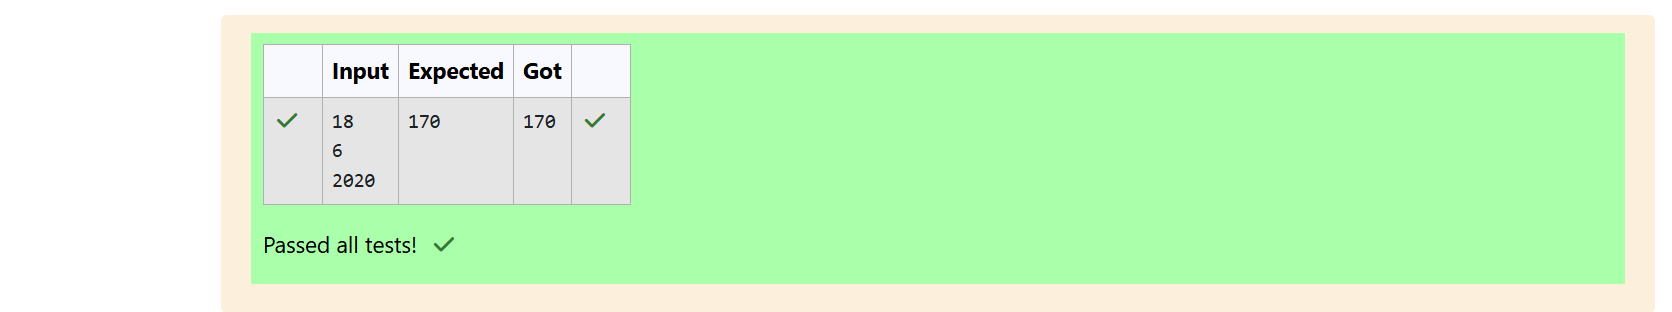 Input Expected Got
18 170 170
6
2020
Passed all tests!